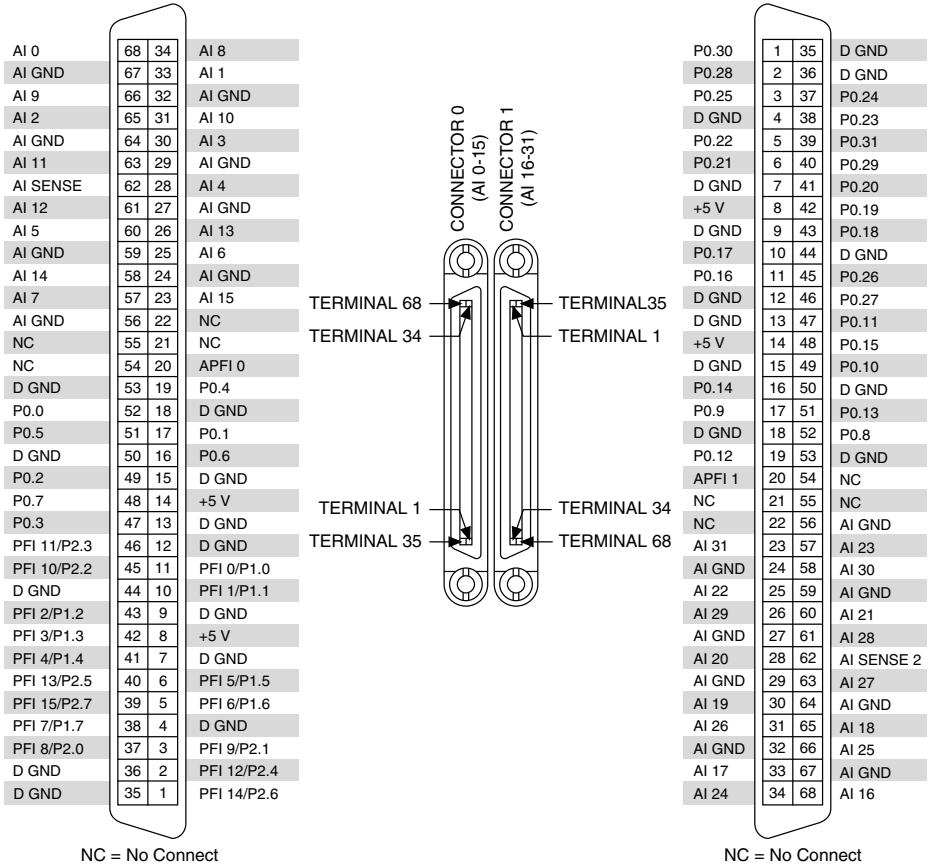 AI 0 68 34 AI 8
AI GND 67 33 AI 1
AI 9 66 32 AI GND
AI 2 65 31 AI 10
AI GND 64 30 AI 3
AI 11 63 29 AI GND
AI SENSE 62 28 AI 4
AI 12 61 27 AI GND
AI 5 60 26 AI 13
AI GND 59 25 AI 6
AI 14 58 24 AI GND
AI 7 57 23 AI 15
AI GND 56 22 NC
NC 55 21 NC
NC 54 20 APFI 0
D GND 53 19 P0.4
P0.0 52 18 D GND
P0.5 51 17 P0.1
D GND 50 16 P0.6
P0.2 49 15 D GND
P0.7 48 14 +5 V
P0.3 47 13 D GND
PFI 11/P2.3 46 12 D GND
PFI 10/P2.2 45 11 PFI 0/P1.0
D GND 44 10 PFI 1/P1.1
PFI 2/P1.2 43 9 D GND
PFI 3/P1.3 42 8 +5 V
PFI 4/P1.4 41 7 D GND
PFI 13/P2.5 40 6 PFI 5/P1.5
PFI 15/P2.7 39 5 PFI 6/P1.6
PFI 7/P1.7 38 4 D GND
PFI 8/P2.0 37 3 PFI 9/P2.1
D GND 36 2 PFI 12/P2.4
D GND 35 1 PFI 14/P2.6
NC = No Connect
CONNECTOR 0
(AI 0-15)
CONNECTOR 1
(AI 16-31)
TERMINAL 68
TERMINAL 34
TERMINAL35
TERMINAL 1
TERMINAL 1
TERMINAL 35
TERMINAL 34
TERMINAL 68
P0.30 1 35 D GND
P0.28 2 36 D GND
P0.25 3 37 P0.24
D GND 4 38 P0.23
P0.22 5 39 P0.31
P0.21 6 40 P0.29
D GND 7 41 P0.20
+5 V 8 42 P0.19
D GND 9 43 P0.18
P0.17 10 44 D GND
P0.16 11 45 P0.26
D GND 12 46 P0.27
D GND 13 47 P0.11
+5 V 14 48 P0.15
D GND 15 49 P0.10
P0.14 16 50 D GND
P0.9 17 51 P0.13
D GND 18 52 P0.8
P0.12 19 53 D GND
APFI 1 20 54 NC
NC 21 55 NC
NC 22 56 AI GND
AI 31 23 57 AI 23
AI GND 24 58 AI 30
AI 22 25 59 AI GND
AI 29 26 60 AI 21
AI GND 27 61 AI 28
AI 20 28 62 AI SENSE 2
AI GND 29 63 AI 27
AI 19 30 64 AI GND
AI 26 31 65 AI 18
AI GND 32 66 AI 25
AI 17 33 67 AI GND
AI 24 34 68 AI 16
NC = No Connect